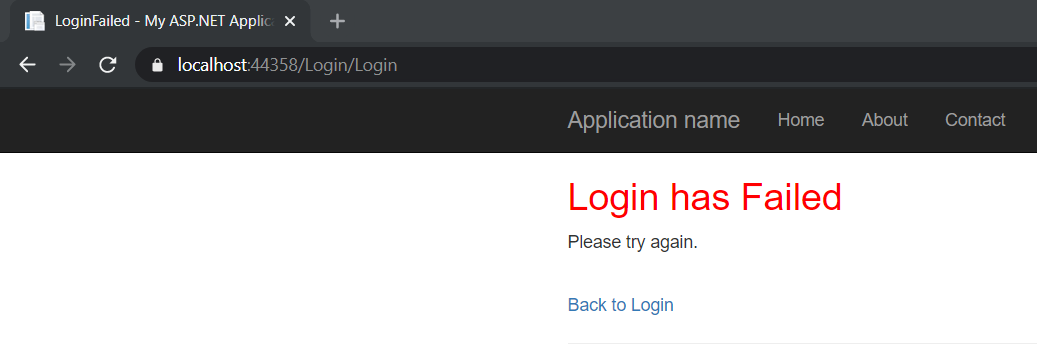 LoginFailed - My ASP.NET Applic
localhost:44358/Login/Login
Application name Home About Contact
Login has Failed
Please try again.
Back to Login